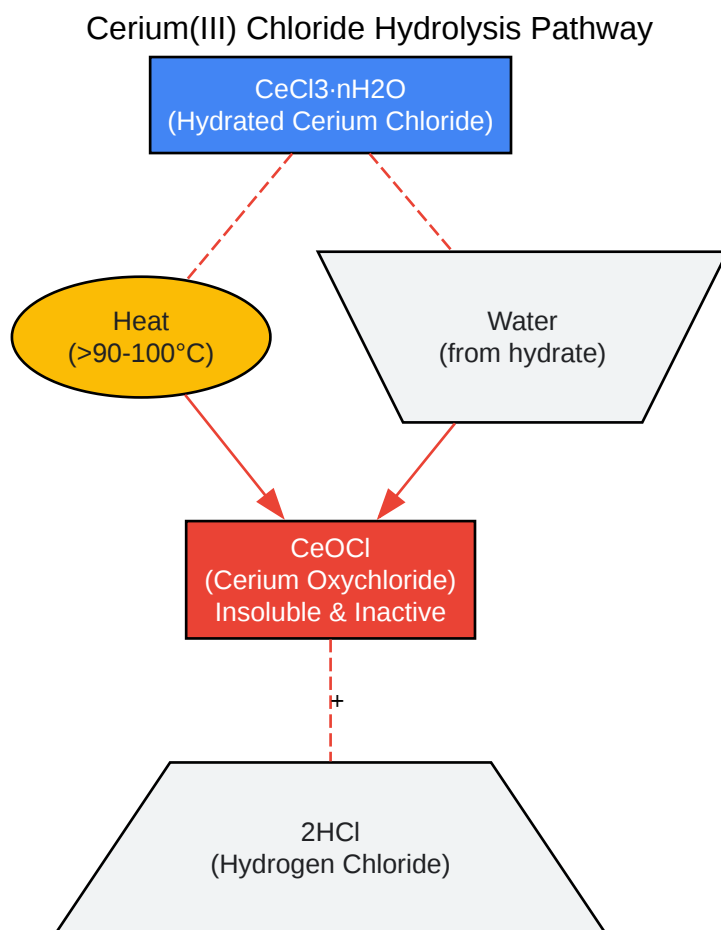 Cerium(III) Chloride Hydrolysis Pathway
CeCl3·nH2O
(Hydrated Cerium Chloride)
Heat
(>90-100°C)
Water
(from hydrate)
CeOCl
(Cerium Oxychloride)
Insoluble & Inactive
+
2HCl
(Hydrogen Chloride)